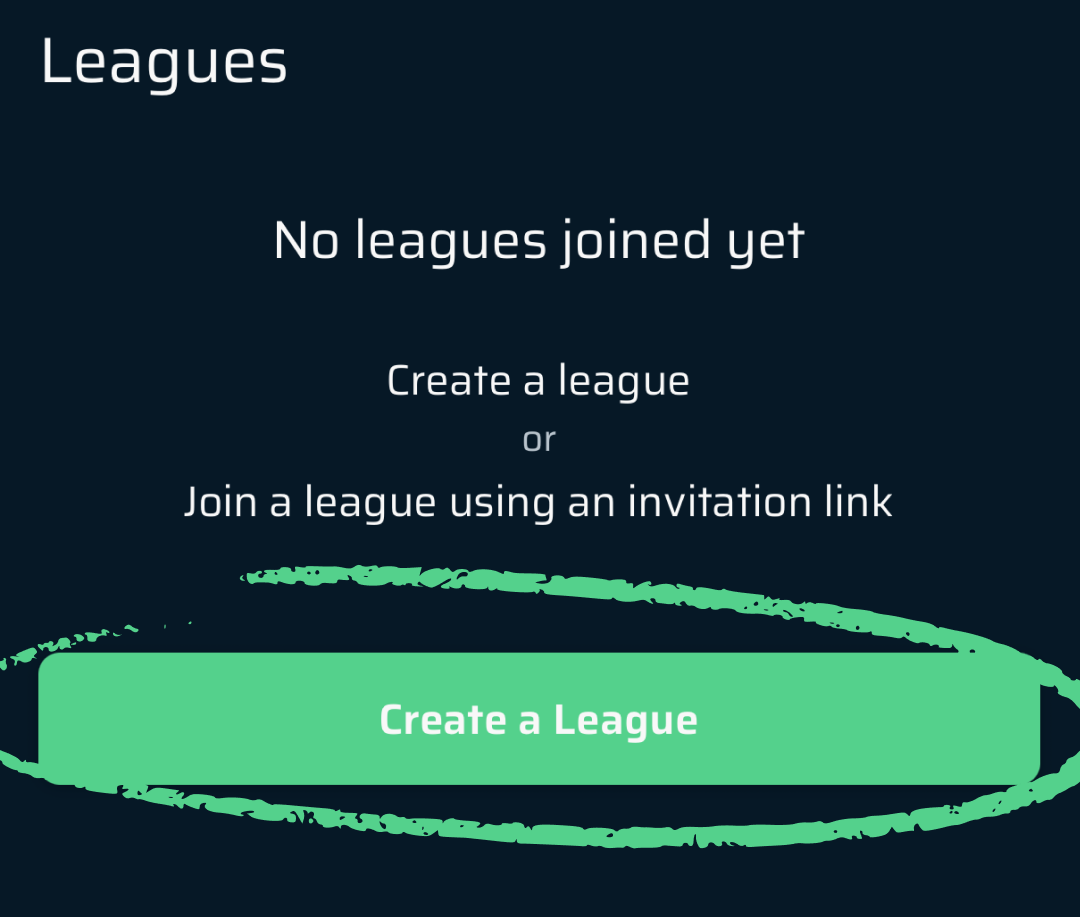 Leagues
No leagues joined yet
Create a league
or
Join a league using an invitation link
Create a League